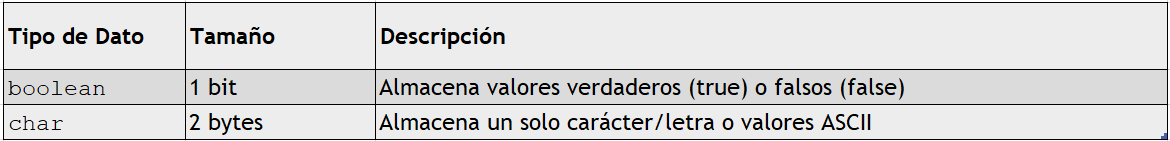 Tipo de Dato Tamaño Descripción
boolean 1 bit Almacena valores verdaderos (true) o falsos (false)
char 2 bytes Almacena un solo carácter/letra o valores ASCII